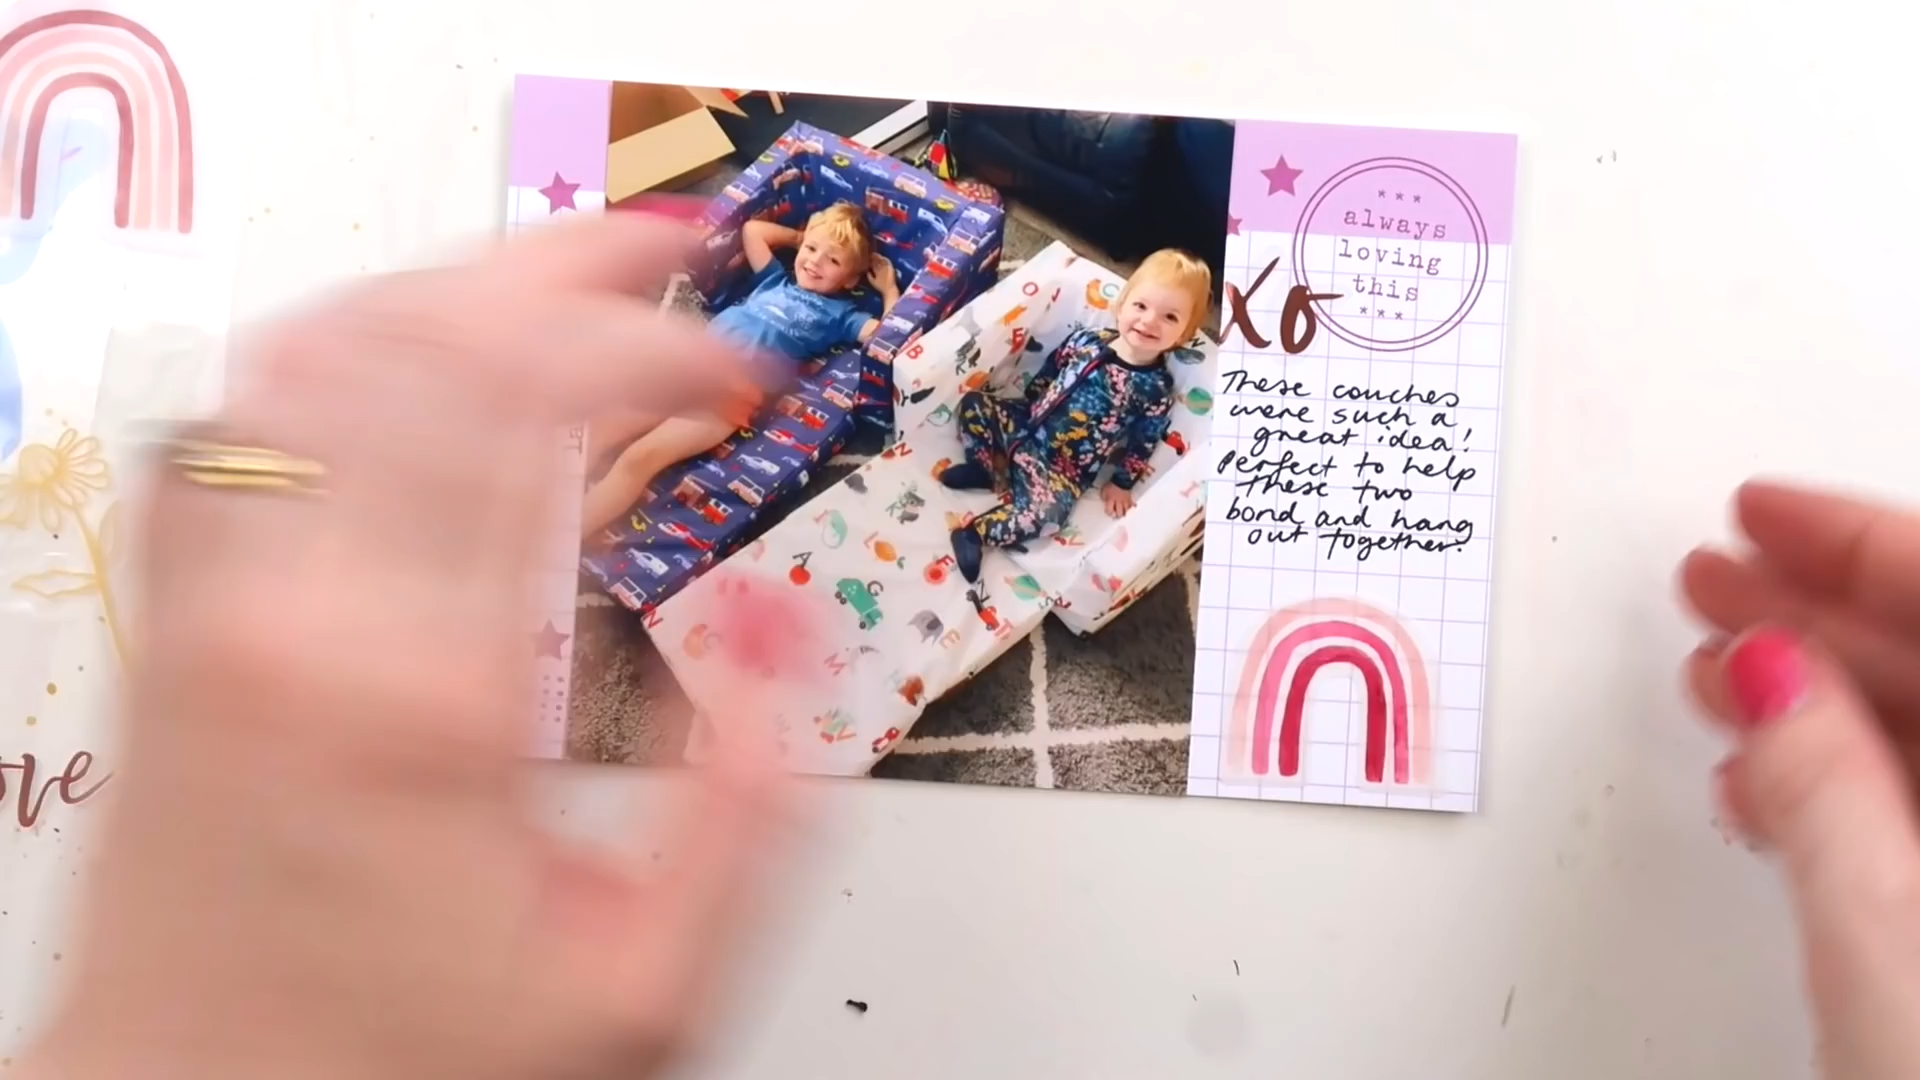 * * *
always
loving
this
* * *
xo
These couches
were such a
great idea!
Perfect to help
these two
bond and hang
out together.